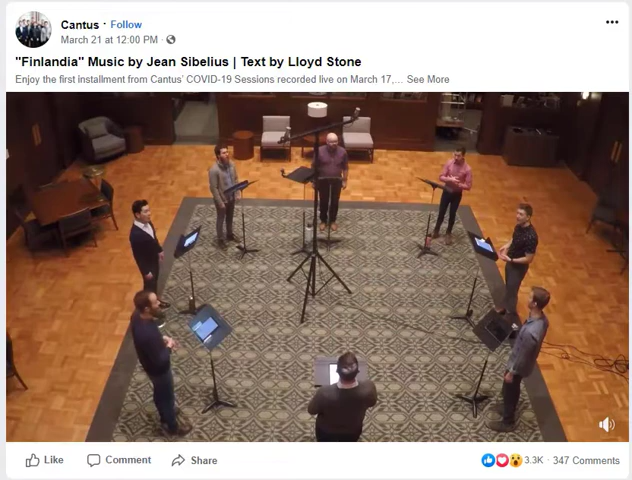 Cantus · Follow
March 21 at 12:00 PM ·
"Finlandia" Music by Jean Sibelius | Text by Lloyd Stone
Enjoy the first installment from Cantus' COVID-19 Sessions recorded live on March 17,... See More
Like Comment Share 3.3K · 347 Comments